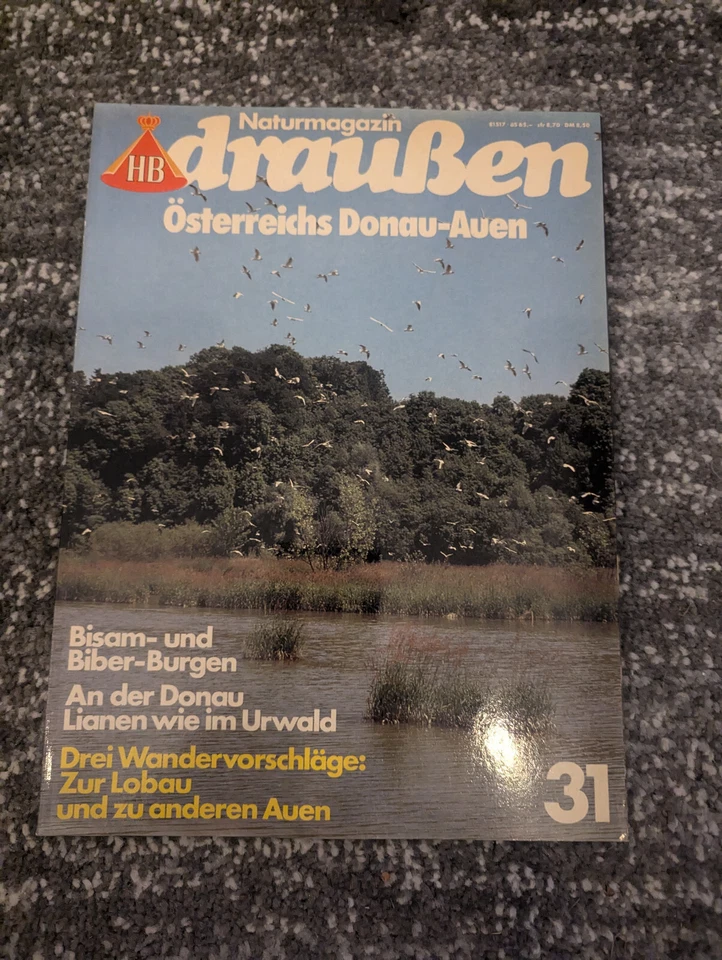 Naturmagazin
HB
draußen
Österreichs Donau-Auen
Bisam- und
Biber-Burgen
An der Donau
Lianen wie im Urwald
Drei Wandervorschläge:
Zur Lobau
und zu anderen Auen
31